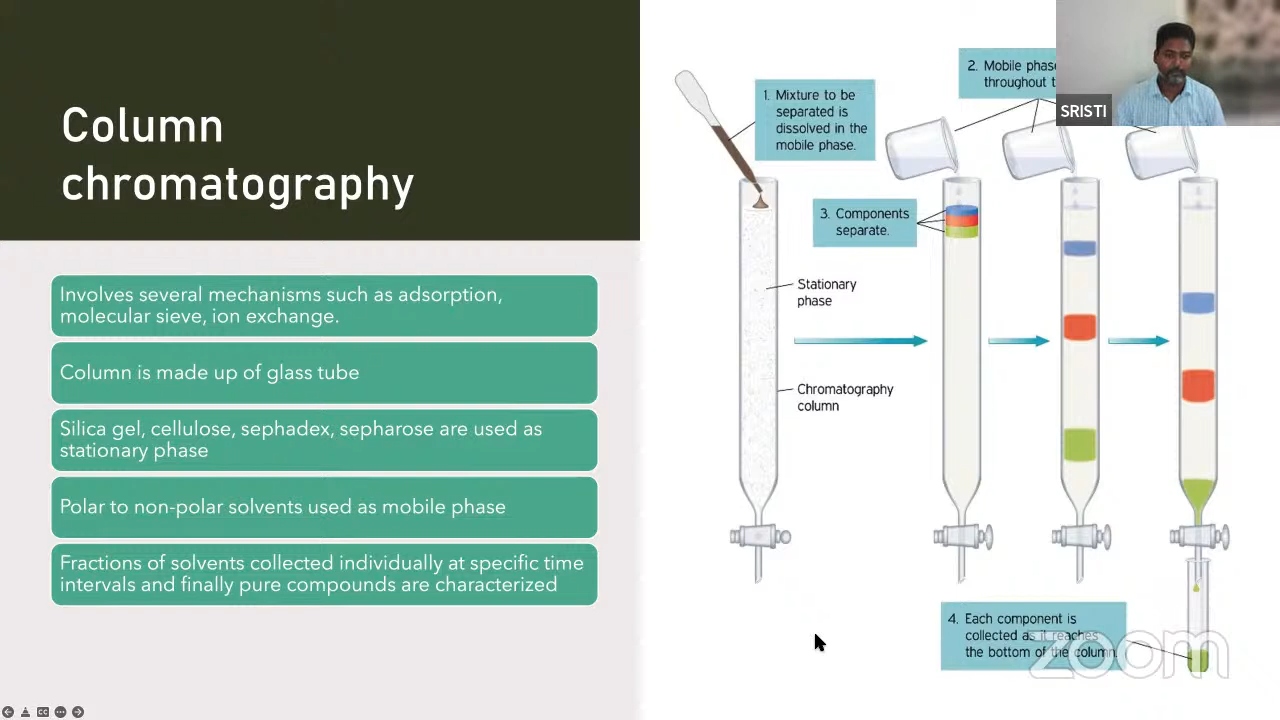 Column
chromatography
Involves several mechanisms such as adsorption,
molecular sieve, ion exchange.
Column is made up of glass tube
Silica gel, cellulose, sephadex, sepharose are used as
stationary phase
Polar to non-polar solvents used as mobile phase
Fractions of solvents collected individually at specific time
intervals and finally pure compounds are characterized
1. Mixture to be
separated is
dissolved in the
mobile phase.
2. Mobile phase
throughout
SRISTI
3. Components
separate.
Stationary
phase
Chromatography
column
4. Each component is
collected as it reaches
the bottom of the column.
zoom
CC